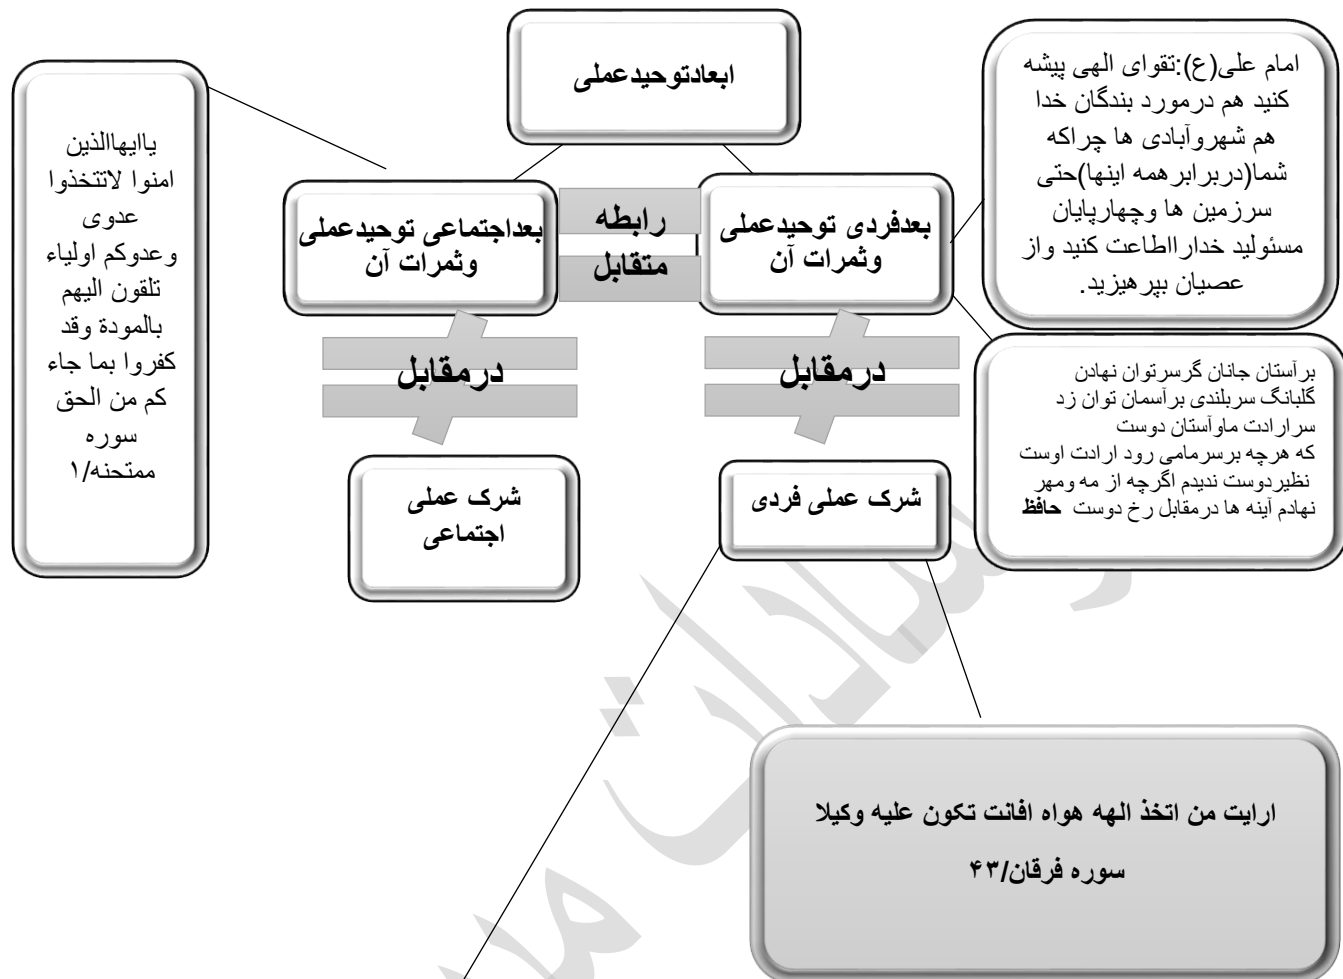 ابعادتوحیدعملی
امام علی(ع):تقوای الهی پیشه
کنید هم درمورد بندگان خدا
هم شهروآبادی ها چراکه
شما(دربرابرهمه اینها)حتی
سرزمین ها وچهارپایان
مسئولید خدارااطاعت کنید واز
عصیان بپرهیزید.
بعدفردی توحیدعملی
وثمرات آن
رابطه
متقابل
بعداجتماعی توحیدعملی
وثمرات آن
یاایهاالذین
امنوا لاتتخذوا
عدوی
وعدوکم اولیاء
تلقون الیهم
بالمودة وقد
کفروا بما جاء
کم من الحق
سوره
ممتحنه/۱
برآستان جانان گرسرتوان نهادن
گلبانگ سربلندی برآسمان توان زد
سرارادت ماوآستان دوست
که هرچه برسرمامی رود ارادت اوست
نظیردوست ندیدم اگرچه از مه ومهر
نهادم آینه ها درمقابل رخ دوست حافظ
درمقابل
درمقابل
شرک عملی فردی
شرک عملی
اجتماعی
ارایت من اتخذ الهه هواه افانت تکون علیه وکیلا
سوره فرقان/۴۳